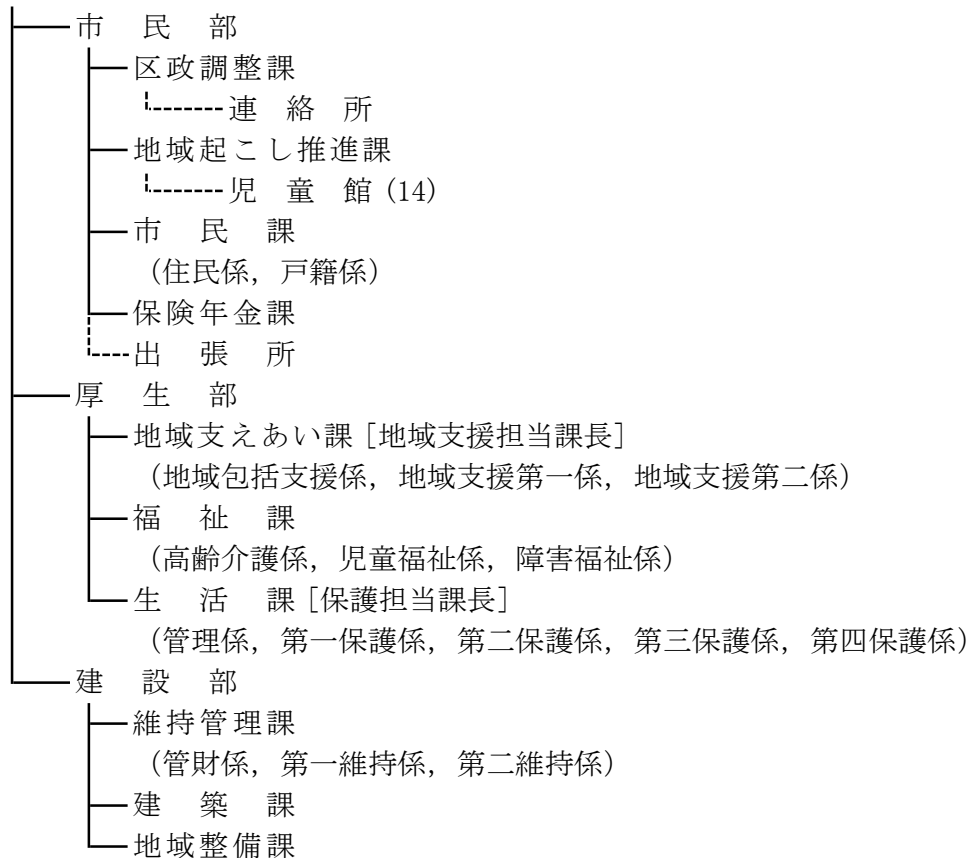 市民部
区政調整課
連絡所
地域起こし推進課
児童館(14)
市民課
(住民係,戸籍係)
保険年金課
出張所
厚生部
地域支えあい課[地域支援担当課長]
(地域包括支援係,地域支援第一係,地域支援第二係)
福祉課
(高齢介護係,児童福祉係,障害福祉係)
生活課[保護担当課長]
(管理係,第一保護係,第二保護係,第三保護係,第四保護係)
建設部
維持管理課
(管財係,第一維持係,第二維持係)
建築課
地域整備課